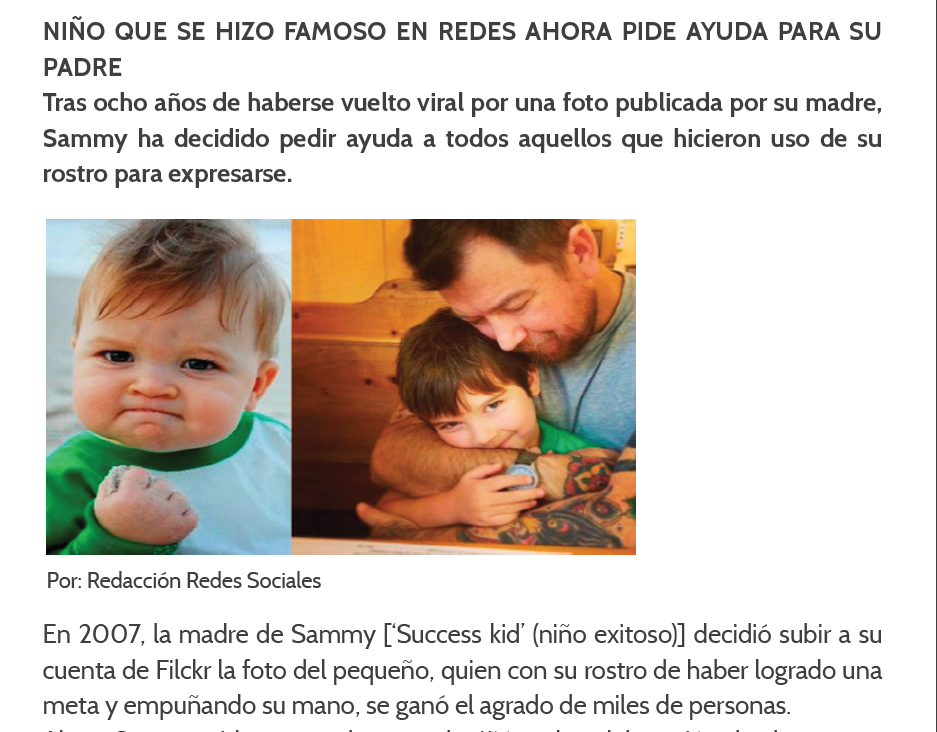 NIÑO QUE SE HIZO FAMOSO EN REDES AHORA PIDE AYUDA PARA SU
PADRE
Tras ocho años de haberse vuelto viral por una foto publicada por su madre,
Sammy ha decidido pedir ayuda a todos aquellos que hicieron uso de su
rostro para expresarse.
Por: Redacción Redes Sociales
En 2007, la madre de Sammy [‘Success kid’ (niño exitoso)] decidió subir a su
cuenta de Filckr la foto del pequeño, quien con su rostro de haber logrado una
meta y empuñando su mano, se ganó el agrado de miles de personas.